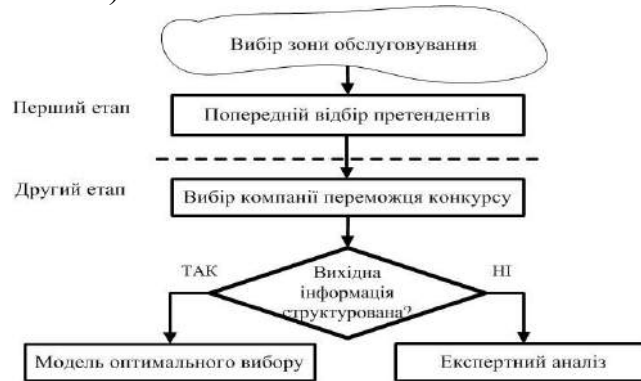 )
Вибір зони обслуговування
Перший етап
Попередній відбір претендентів
Другий етап
Вибір компанії переможця конкурсу
ТАК
Вихідна
інформація
структурована?
НІ
Модель оптимального вибору
Експертний аналіз